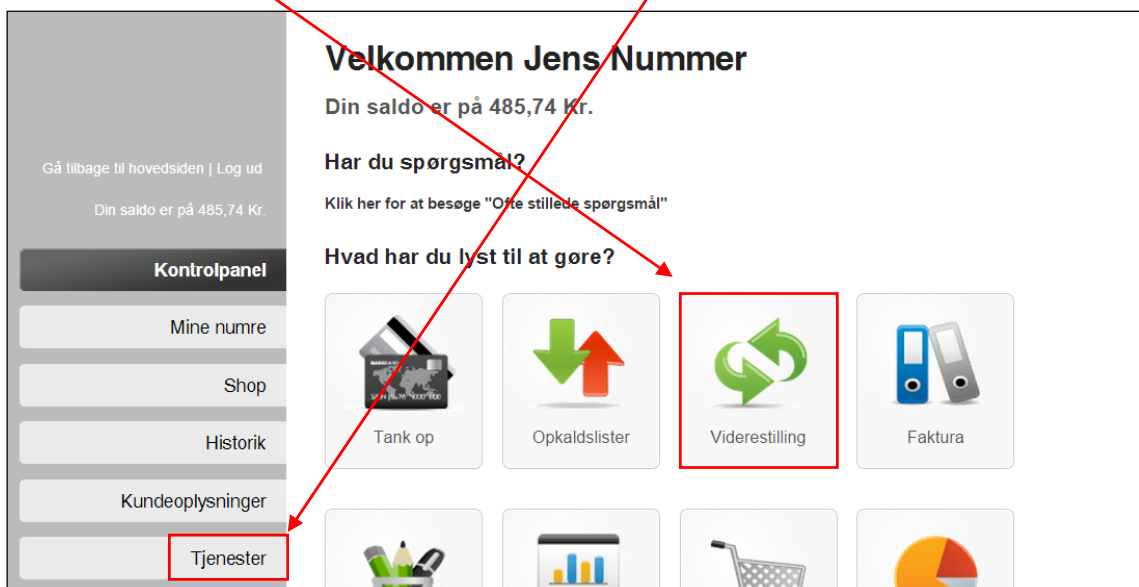 Gå tilbage til hovedsiden | Log ud
Din saldo er på 485,74 Kr.
Kontrolpanel
Mine numre
Shop
Historik
Kundeoplysninger
Tjenester
Velkommen Jens Nummer
Din saldo er på 485,74 Kr.
Har du spørgsmål?
Klik her for at besøge "Ofte stillede spørgsmål"
Hvad har du lyst til at gøre?
Tank op
Opkaldslister
Viderestilling
Faktura